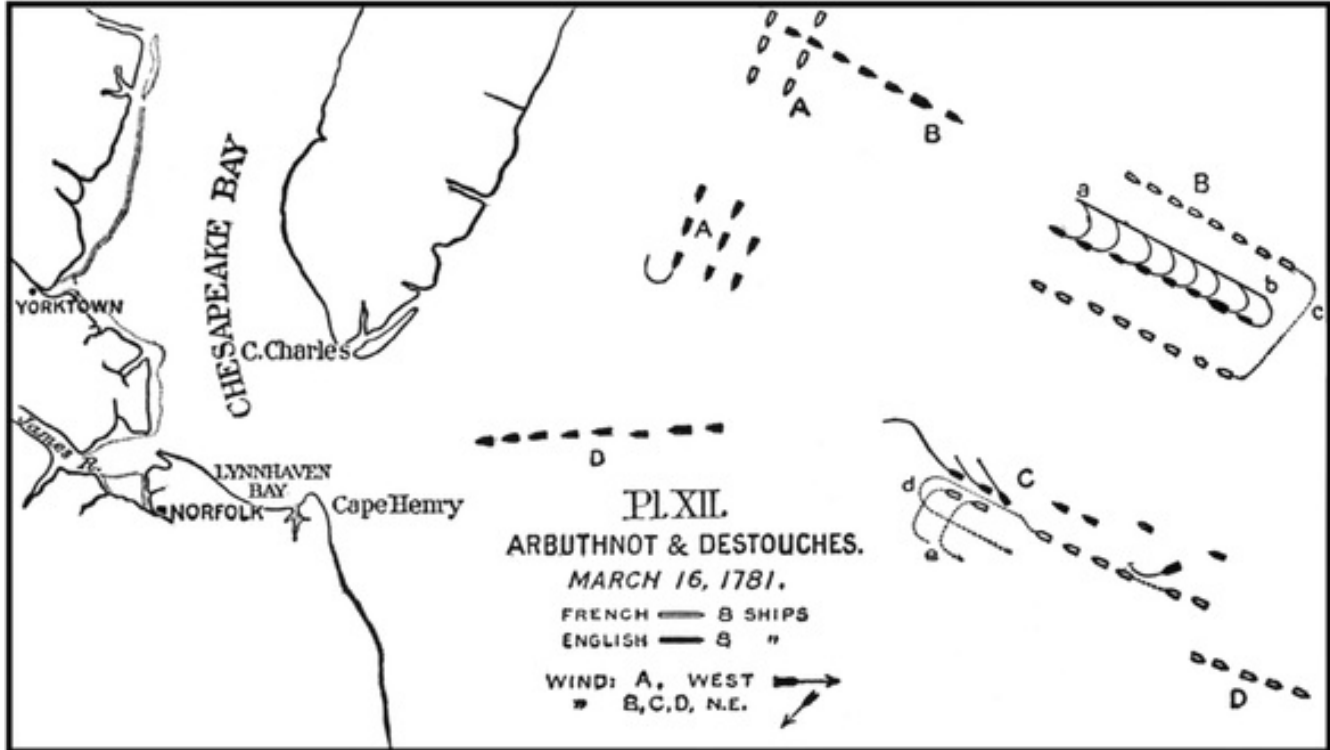 A
B
CHESAPEAKE BAY
B
a
A
b
c
YORKTOWN
C. Charles
James R.
D
LYNNHAVEN
BAY
Cape Henry
NORFOLK
C
d
e
Pl. XII.
ARBUTHNOT & DESTOUCHES.
MARCH 16, 1781.
FRENCH 8 SHIPS
ENGLISH 8 "
WIND: A, WEST
" B,C,D, N.E.
D